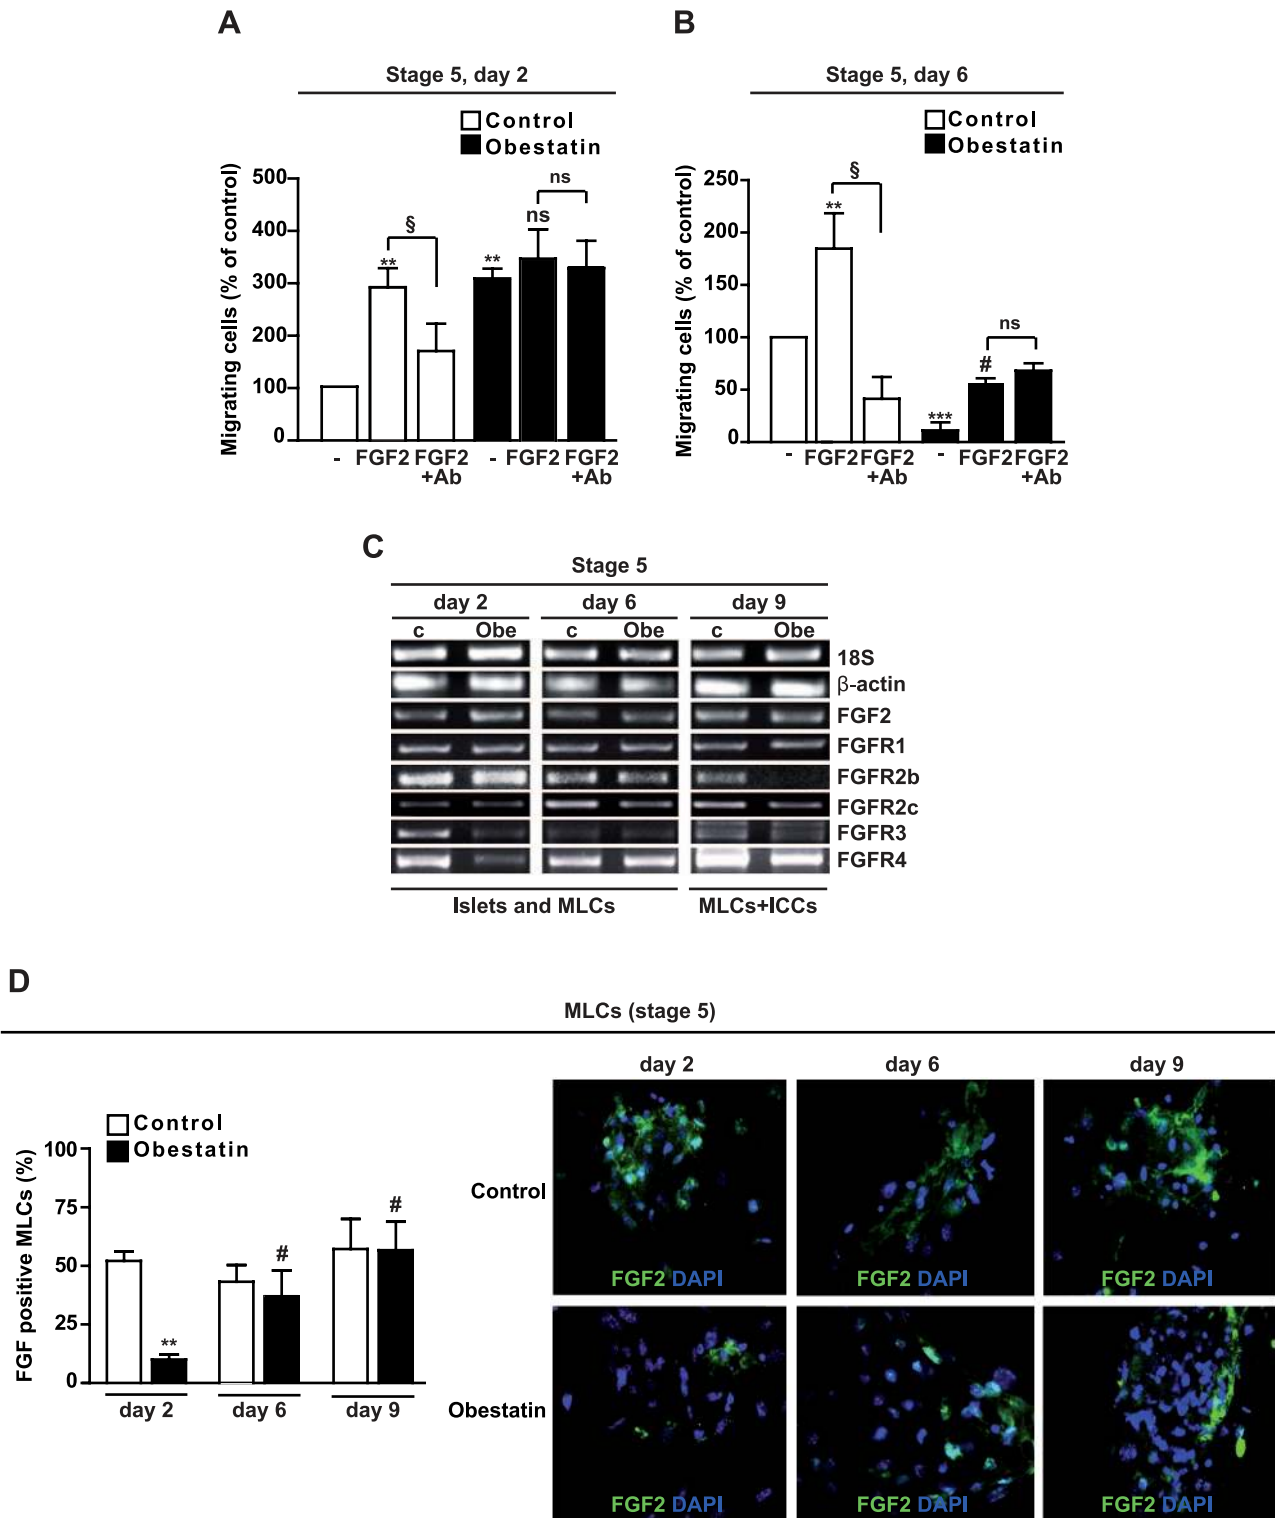 A
Stage 5, day 2
Control
Obestatin
Migrating cells (% of control)
500
400
300
200
100
0
**
§
**
ns
ns
- FGF2 FGF2 - FGF2 FGF2
+Ab +Ab
B
Stage 5, day 6
Control
Obestatin
Migrating cells (% of control)
250
200
150
100
50
0
**
§
***
#
ns
- FGF2 FGF2 - FGF2 FGF2
+Ab +Ab
C
Stage 5
day 2 day 6 day 9
c Obe c Obe c Obe
18S
β-actin
FGF2
FGFR1
FGFR2b
FGFR2c
FGFR3
FGFR4
Islets and MLCs MLCs+ICCs
D
MLCs (stage 5)
Control
Obestatin
FGF positive MLCs (%)
100
75
50
25
0
**
#
#
day 2 day 6 day 9
day 2 day 6 day 9
Control
FGF2 DAPI FGF2 DAPI FGF2 DAPI
Obestatin
FGF2 DAPI FGF2 DAPI FGF2 DAPI